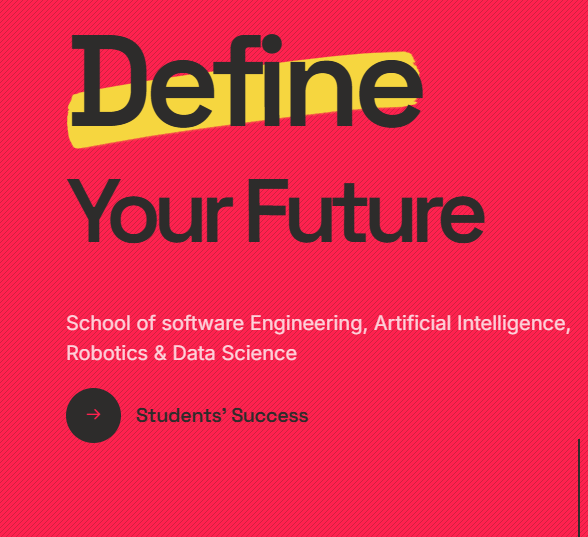 Define
Your Future
School of software Engineering, Artificial Intelligence,
Robotics & Data Science
→ Students’ Success